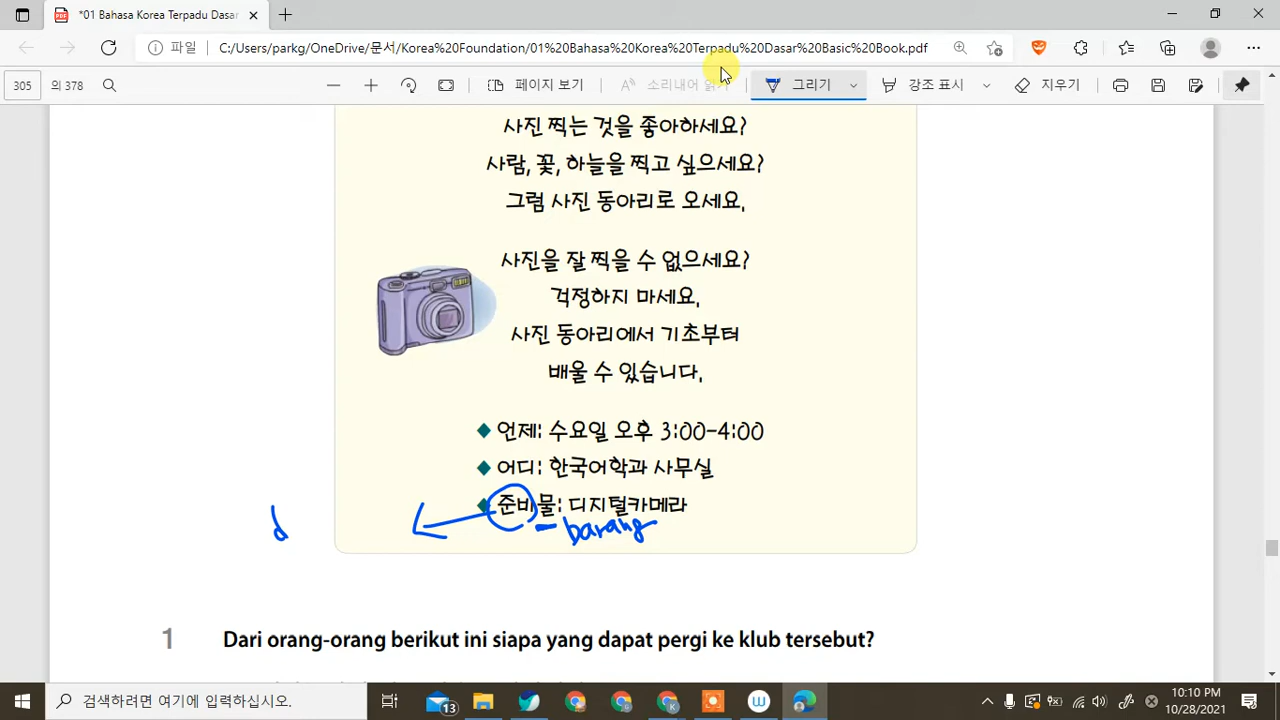 *01 Bahasa Korea Terpadu Dasar
파일 C:/Users/parkg/OneDrive/문서/Korea%20Foundation/01%20Bahasa%20Korea%20Terpadu%20Dasar%20Basic%20Book.pdf
305 의 378 페이지 보기 소리내어 읽기 그리기 강조 표시 지우기
사진 찍는 것을 좋아하세요?
사람, 꽃, 하늘을 찍고 싶으세요?
그럼 사진 동아리로 오세요.
사진을 잘 찍을 수 없으세요?
걱정하지 마세요.
사진 동아리에서 기초부터
배울 수 있습니다.
언제: 수요일 오후 3:00-4:00
어디: 한국어학과 사무실
준비물: 디지털카메라
d
barang
1 Dari orang-orang berikut ini siapa yang dapat pergi ke klub tersebut?
검색하려면 여기에 입력하십시오.
13
10:10 PM
10/28/2021